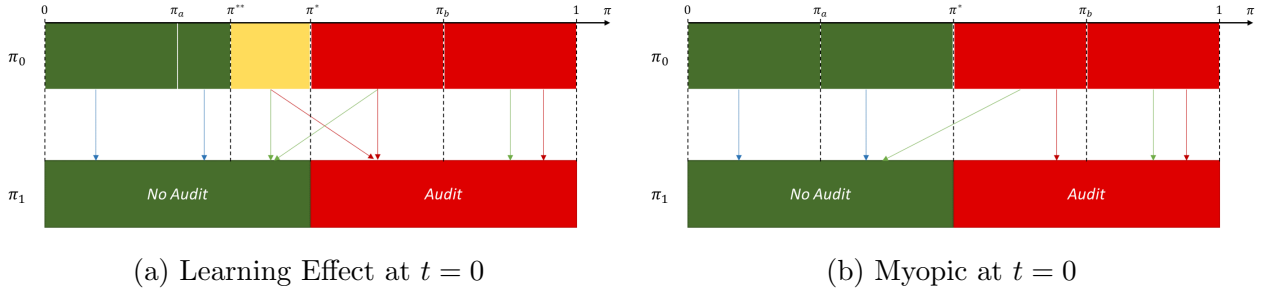 0 π_a π** π* π_b 1 π
π_0
π_1
No Audit Audit
(a) Learning Effect at t = 0
0 π_a π* π_b 1 π
π_0
π_1
No Audit Audit
(b) Myopic at t = 0